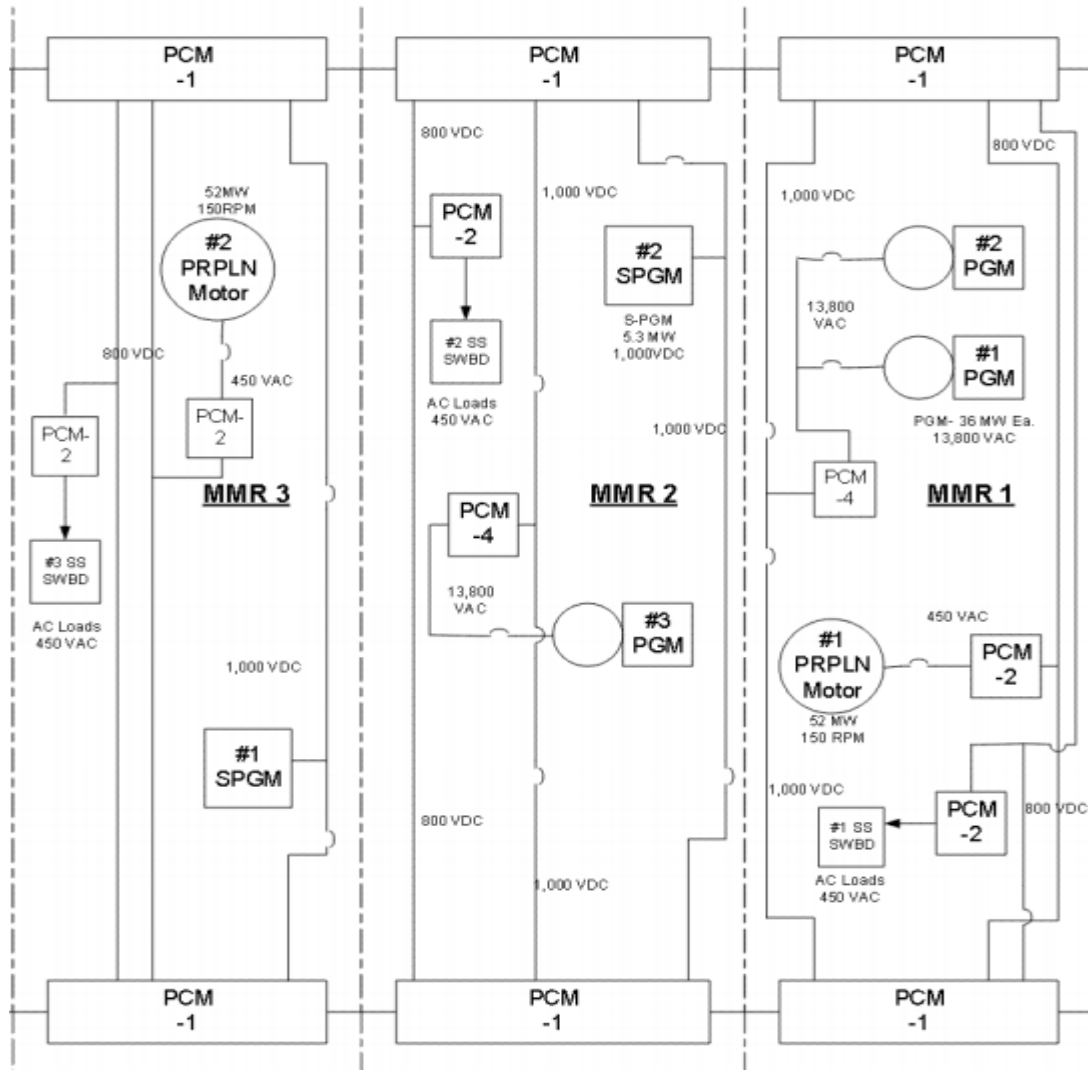 PCM
-1
PCM
-1
PCM
-1
800 VDC
52MW
150RPM
#2
PRPLN
Motor
800 VDC
450 VAC
PCM-
2
PCM-
2
MMR 3
#3 SS
SWBD
AC Loads
450 VAC
1,000 VDC
#1
SPGM
PCM
-1
800 VDC
1,000 VDC
PCM
-2
#2
SPGM
S-PGM
5.3 MW
1,000VDC
#2 SS
SWBD
AC Loads
450 VAC
1,000 VDC
MMR 2
PCM
-4
13,800
VAC
#3
PGM
800 VDC
1,000 VDC
PCM
-1
1,000 VDC
#2
PGM
13,800
VAC
#1
PGM
PGM- 36 MW Ea.
13,800 VAC
PCM
-4
MMR 1
450 VAC
#1
PRPLN
Motor
PCM
-2
52 MW
150 RPM
1,000 VDC
#1 SS
SWBD
PCM
-2
800 VDC
AC Loads
450 VAC
PCM
-1